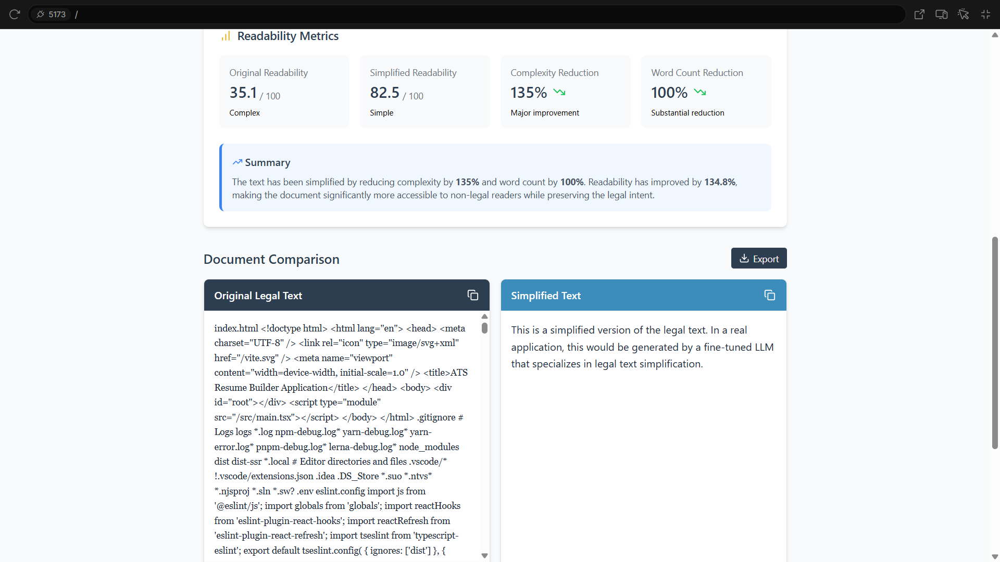 5173 /
Readability Metrics
Original Readability
35.1 / 100
Complex
Simplified Readability
82.5 / 100
Simple
Complexity Reduction
135%
Major improvement
Word Count Reduction
100%
Substantial reduction
Summary
The text has been simplified by reducing complexity by 135% and word count by 100%. Readability has improved by 134.8%,
making the document significantly more accessible to non-legal readers while preserving the legal intent.
Document Comparison
Export
Original Legal Text
index.html <!doctype html> <html lang="en"> <head> <meta
charset="UTF-8" /> <link rel="icon" type="image/svg+xml"
href="/vite.svg" /> <meta name="viewport"
content="width=device-width, initial-scale=1.0" /> <title>ATS
Resume Builder Application</title> </head> <body> <div
id="root"></div> <script type="module"
src="/src/main.tsx"></script> </body> </html> .gitignore #
Logs logs *.log npm-debug.log* yarn-debug.log* yarn-
error.log* pnpm-debug.log* lerna-debug.log* node_modules
dist dist-ssr *.local # Editor directories and files .vscode/*
!.vscode/extensions.json .idea .DS_Store *.suo *.ntvs*
*.njsproj *.sln *.sw? .env eslint.config import js from
'@eslint/js'; import globals from 'globals'; import reactHooks
from 'eslint-plugin-react-hooks'; import reactRefresh from
'eslint-plugin-react-refresh'; import tseslint from 'typescript-
eslint'; export default tseslint.config( { ignores: ['dist'] }, {
Simplified Text
This is a simplified version of the legal text. In a real
application, this would be generated by a fine-tuned LLM
that specializes in legal text simplification.